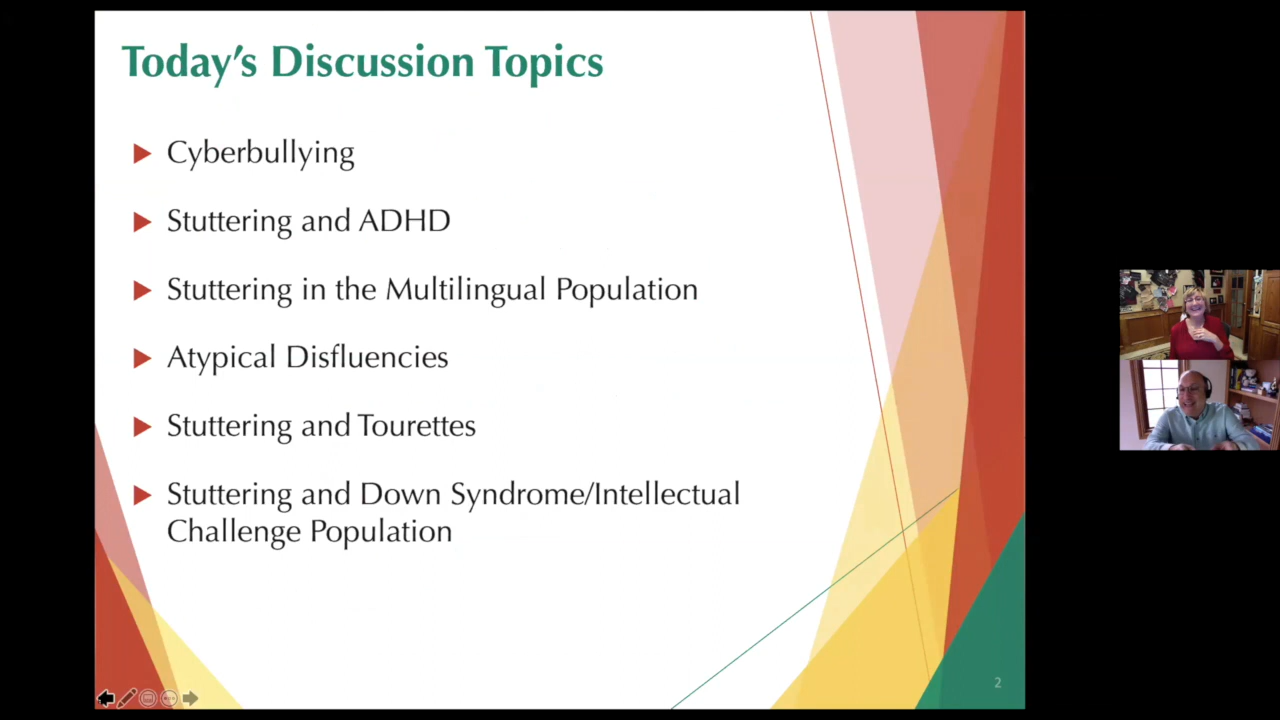 Today's Discussion Topics
Cyberbullying
Stuttering and ADHD
Stuttering in the Multilingual Population
Atypical Disfluencies
Stuttering and Tourettes
Stuttering and Down Syndrome/Intellectual
Challenge Population
2